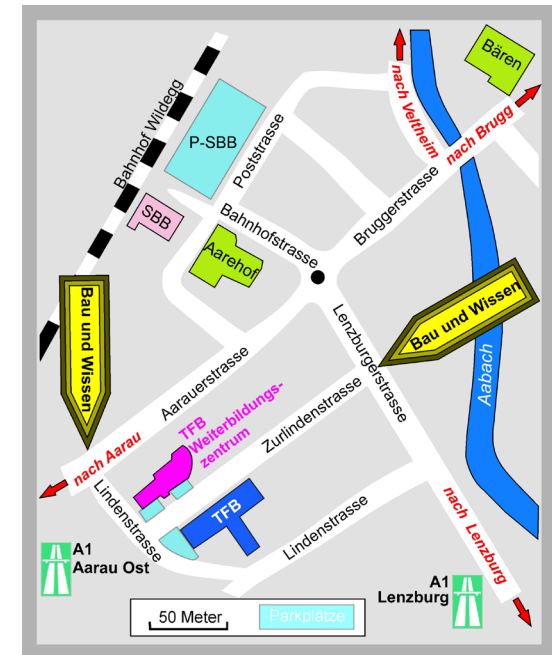 Bären
nach Veltheim
nach Brugg
Bahnhof Wildegg
P-SBB
Poststrasse
SBB
Bahnhofstrasse
Bruggerstrasse
Aarehof
Bau und Wissen
Bau und Wissen
Aarauerstrasse
Lenzburgerstrasse
Aabach
TFB
Weiterbildungs-
zentrum
Zurlindenstrasse
nach Aarau
Lindenstrasse
TFB
Lindenstrasse
nach Lenzburg
A1
Aarau Ost
A1
Lenzburg
50 Meter
Parkplätze